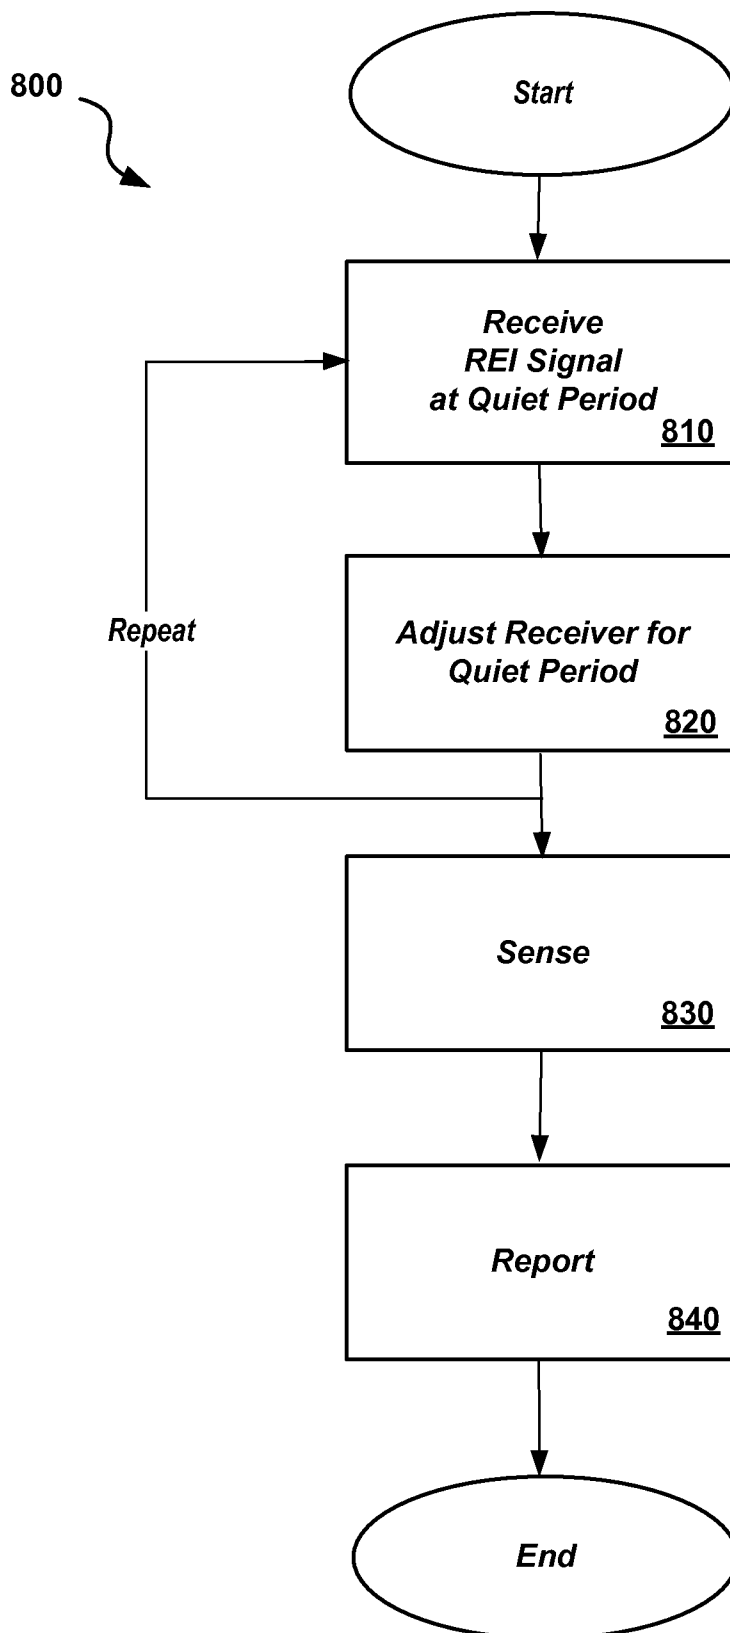 800
Start
Receive
REI Signal
at Quiet Period
810
Adjust Receiver for
Quiet Period
820
Repeat
Sense
830
Report
840
End